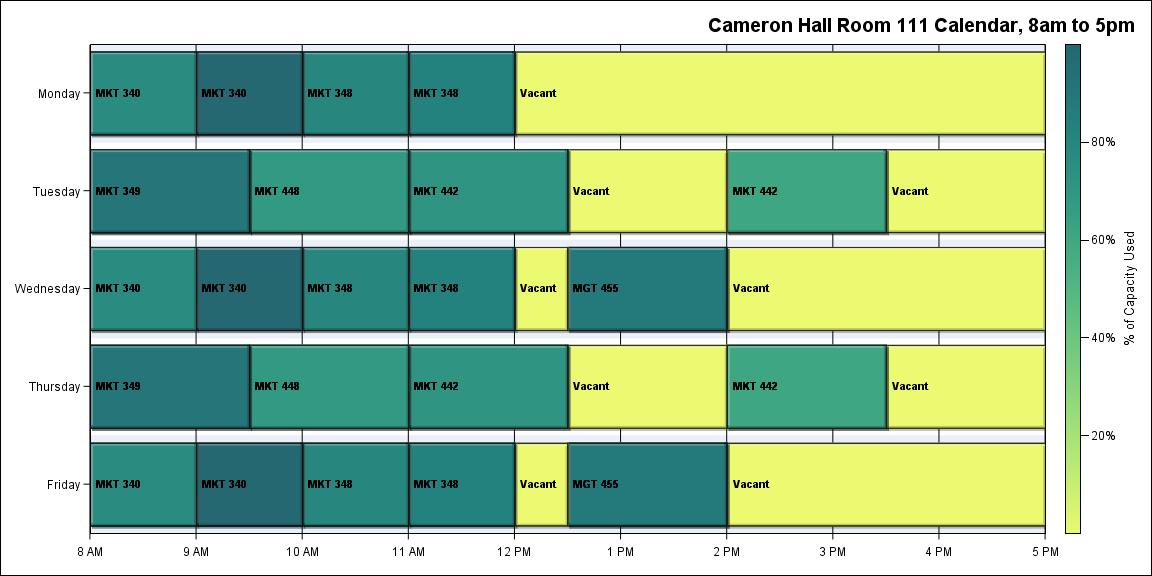 Cameron Hall Room 111 Calendar, 8am to 5pm
Monday
MKT 340
MKT 340
MKT 348
MKT 348
Vacant
Tuesday
MKT 349
MKT 448
MKT 442
Vacant
MKT 442
Vacant
Wednesday
MKT 340
MKT 340
MKT 348
MKT 348
Vacant
MGT 455
Vacant
Thursday
MKT 349
MKT 448
MKT 442
Vacant
MKT 442
Vacant
Friday
MKT 340
MKT 340
MKT 348
MKT 348
Vacant
MGT 455
Vacant
8 AM
9 AM
10 AM
11 AM
12 PM
1 PM
2 PM
3 PM
4 PM
5 PM
80%
60%
40%
20%
% of Capacity Used